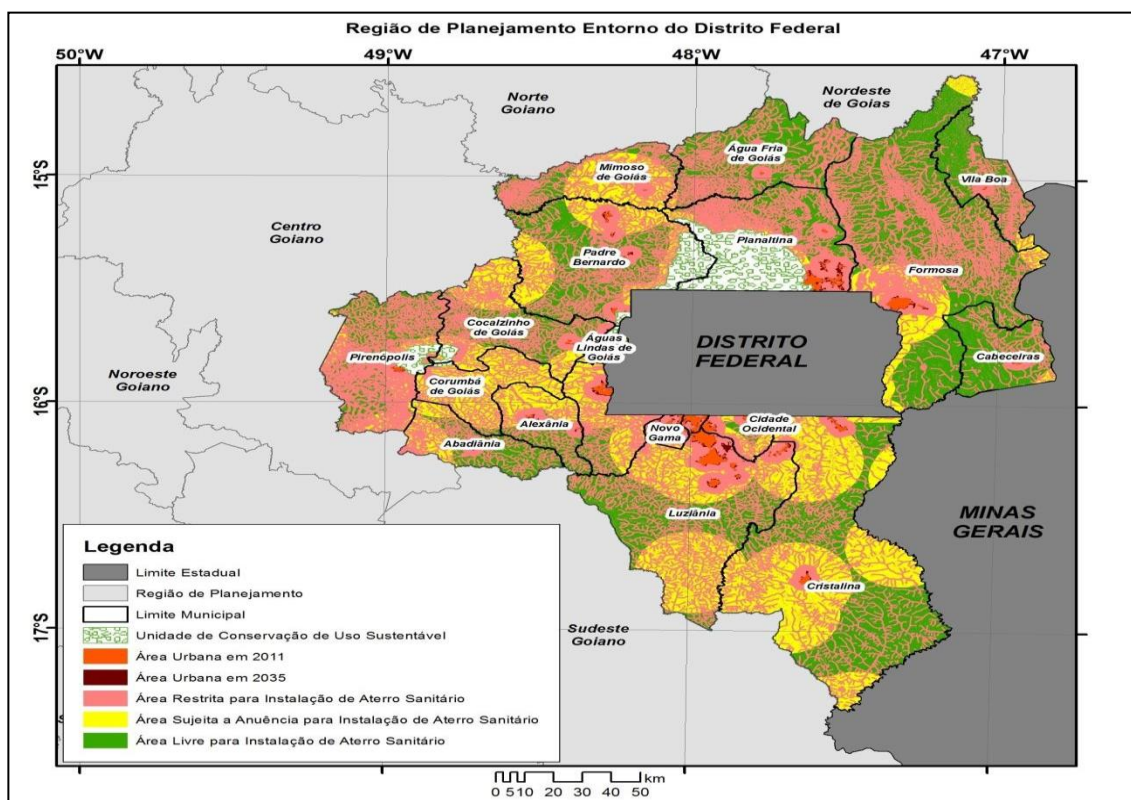 Região de Planejamento Entorno do Distrito Federal
50°W
49°W
48°W
47°W
15°S
16°S
17°S
Norte
Goiano
Nordeste
de Goias
Centro
Goiano
Noroeste
Goiano
Sudeste
Goiano
Mimoso
de Goiás
Água Fria
de Goiás
Vila Boa
Padre
Bernardo
Planaltina
Formosa
Cocalzinho
de Goiás
Águas
Lindas de
Goiás
DISTRITO
FEDERAL
Cabeceiras
Pirenópolis
Corumbá
de Goiás
Alexânia
Abadiânia
Novo
Gama
Cidade
Ocidental
Luziânia
MINAS
GERAIS
Cristalina
Legenda
Limite Estadual
Região de Planejamento
Limite Municipal
Unidade de Conservação de Uso Sustentável
Área Urbana em 2011
Área Urbana em 2035
Área Restrita para Instalação de Aterro Sanitário
Área Sujeita a Anuência para Instalação de Aterro Sanitário
Área Livre para Instalação de Aterro Sanitário
km
0 5 10 20 30 40 50